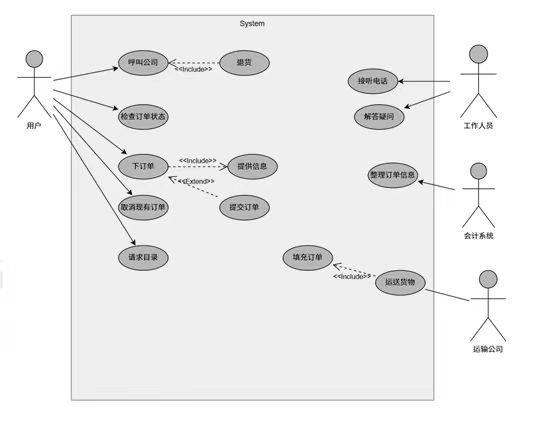 System
呼叫公司
<<Include>>
退货
接听电话
用户
检查订单状态
解答疑问
工作人员
下订单
<<Include>>
提供信息
<<Extend>>
整理订单信息
取消现有订单
提交订单
会计系统
请求目录
填充订单
<<Include>>
运送货物
运输公司